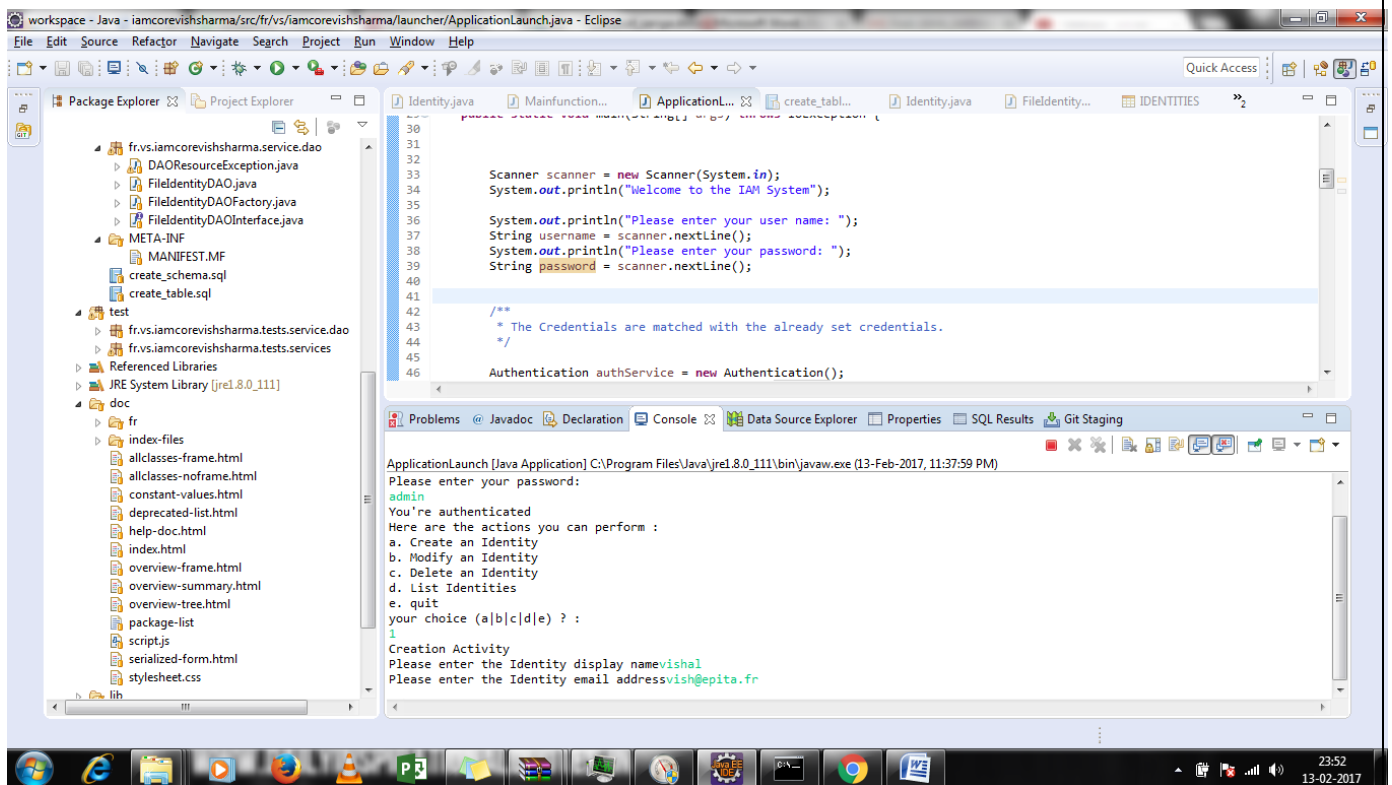 workspace - Java - iamcorevishsharma/src/fr/vs/iamcorevishsharma/launcher/ApplicationLaunch.java - Eclipse
File Edit Source Refactor Navigate Search Project Run Window Help
Quick Access
Package Explorer Project Explorer
fr.vs.iamcorevishsharma.service.dao
DAOResourceException.java
FileIdentityDAO.java
FileIdentityDAOFactory.java
FileIdentityDAOInterface.java
META-INF
MANIFEST.MF
create_schema.sql
create_table.sql
test
fr.vs.iamcorevishsharma.tests.service.dao
fr.vs.iamcorevishsharma.tests.services
Referenced Libraries
JRE System Library [jre1.8.0_111]
doc
fr
index-files
allclasses-frame.html
allclasses-noframe.html
constant-values.html
deprecated-list.html
help-doc.html
index.html
overview-frame.html
overview-summary.html
overview-tree.html
package-list
script.js
serialized-form.html
stylesheet.css
lib
Identity.java Mainfunction... ApplicationL... create_tabl... Identity.java FileIdentity... IDENTITIES »2
public static void main(String[] args) throws IOException {
30
31
32
33 Scanner scanner = new Scanner(System.in);
34 System.out.println("Welcome to the IAM System");
35
36 System.out.println("Please enter your user name: ");
37 String username = scanner.nextLine();
38 System.out.println("Please enter your password: ");
39 String password = scanner.nextLine();
40
41
42 /**
43 * The Credentials are matched with the already set credentials.
44 */
45
46 Authentication authService = new Authentication();
Problems @ Javadoc Declaration Console Data Source Explorer Properties SQL Results Git Staging
ApplicationLaunch [Java Application] C:\Program Files\Java\jre1.8.0_111\bin\javaw.exe (13-Feb-2017, 11:37:59 PM)
Please enter your password:
admin
You're authenticated
Here are the actions you can perform :
a. Create an Identity
b. Modify an Identity
c. Delete an Identity
d. List Identities
e. quit
your choice (a|b|c|d|e) ? :
1
Creation Activity
Please enter the Identity display namevishal
Please enter the Identity email addressvish@epita.fr
23:52
13-02-2017